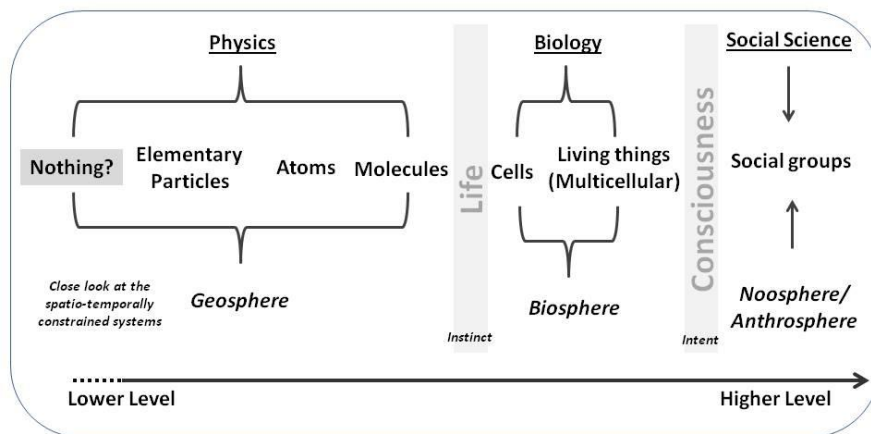 Physics
Biology
Social Science
Nothing?
Elementary
Particles
Atoms
Molecules
Life
Cells
Living things
(Multicellular)
Consciousness
Social groups
Close look at the
spatio-temporally
constrained systems
Geosphere
Instinct
Biosphere
Intent
Noosphere/
Anthrosphere
Lower Level
Higher Level